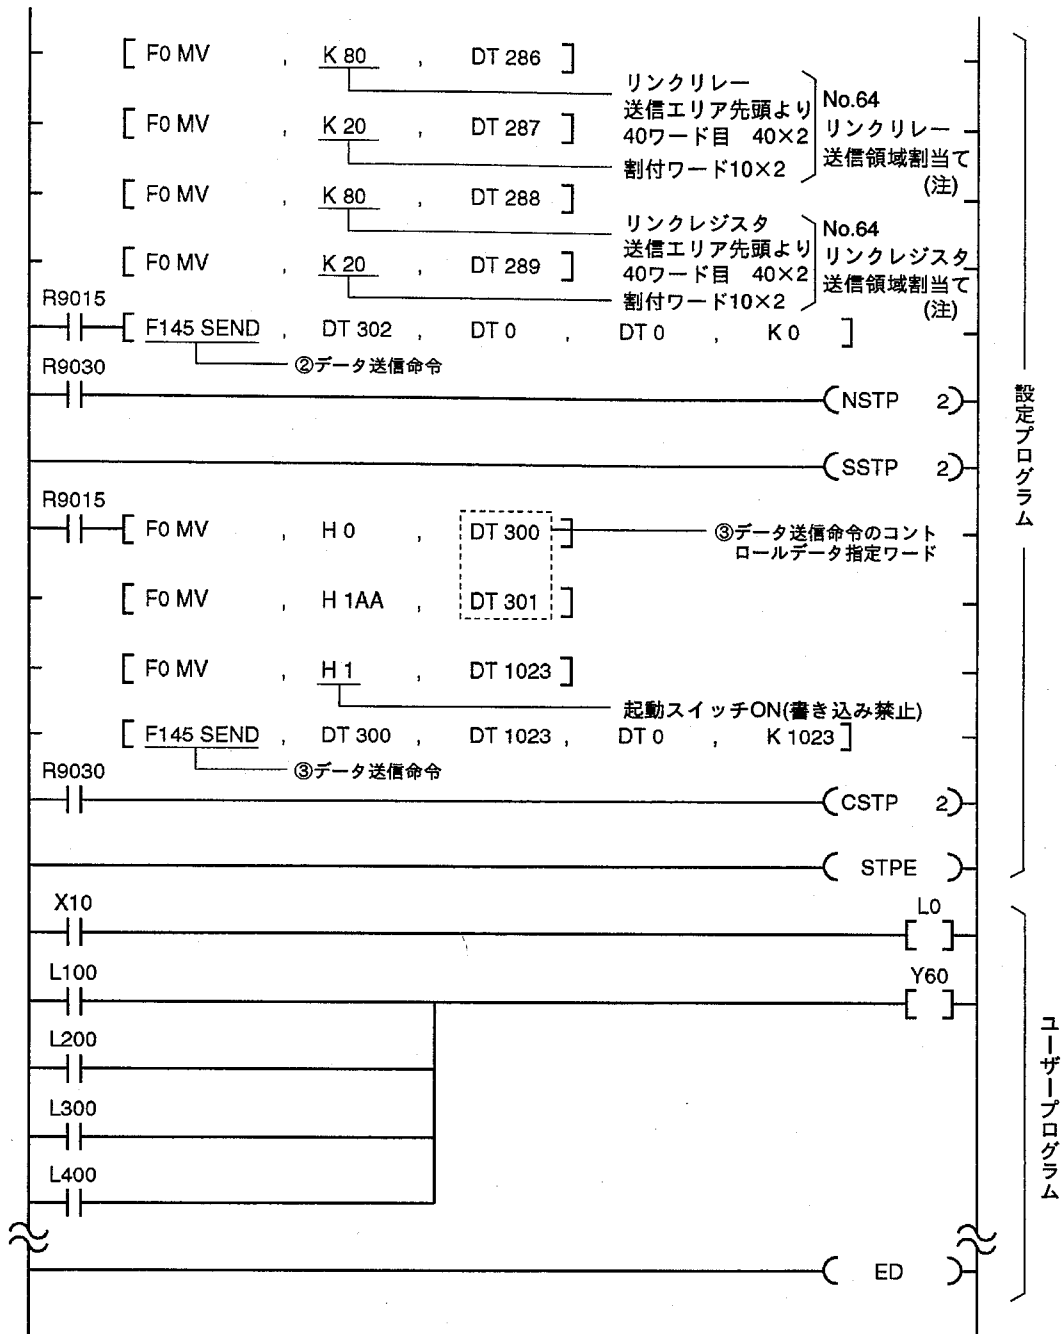 [ F0 MV , K 80 , DT 286 ]
リンクリレー
送信エリア先頭より
40ワード目 40×2
No.64
リンクリレー
送信領域割当て
(注)
[ F0 MV , K 20 , DT 287 ]
割付ワード10×2
[ F0 MV , K 80 , DT 288 ]
リンクレジスタ
送信エリア先頭より
40ワード目 40×2
No.64
リンクレジスタ
送信領域割当て
(注)
[ F0 MV , K 20 , DT 289 ]
割付ワード10×2
R9015
[ F145 SEND , DT 302 , DT 0 , DT 0 , K 0 ]
②データ送信命令
R9030
(NSTP 2)
(SSTP 2)
設定プログラム
R9015
[ F0 MV , H 0 , DT 300 ]
③データ送信命令のコント
ロールデータ指定ワード
[ F0 MV , H 1AA , DT 301 ]
[ F0 MV , H 1 , DT 1023 ]
起動スイッチON(書き込み禁止)
[ F145 SEND , DT 300 , DT 1023 , DT 0 , K 1023 ]
③データ送信命令
R9030
(CSTP 2)
( STPE )
X10
L0
[ ]
L100
Y60
[ ]
L200
L300
L400
ユーザープログラム
( ED )